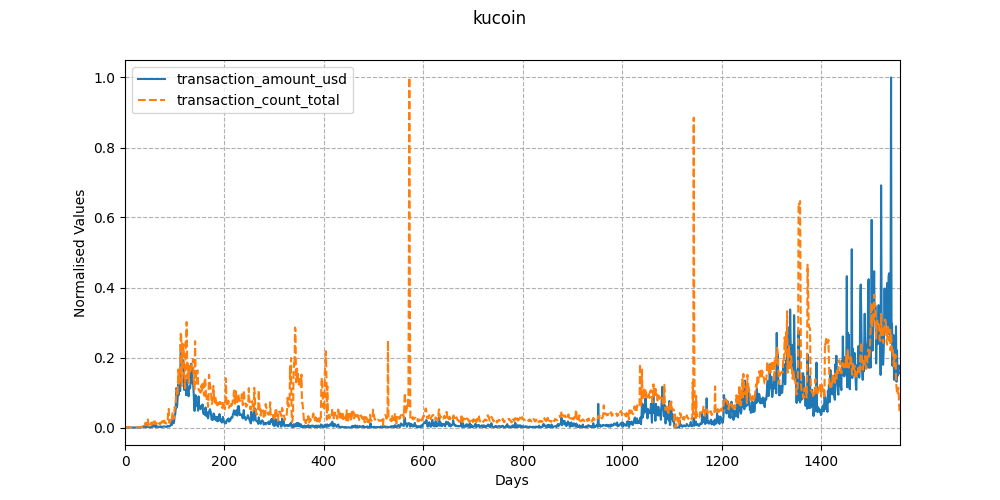 kucoin
transaction_amount_usd
transaction_count_total
1.0
0.8
0.6
0.4
0.2
0.0
Normalised Values
0 200 400 600 800 1000 1200 1400
Days